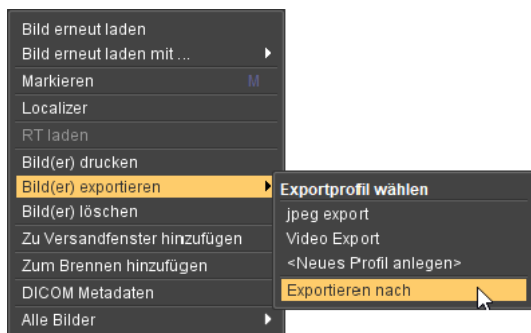 Bild erneut laden
Bild erneut laden mit ...
Markieren M
Localizer
RT laden
Bild(er) drucken
Bild(er) exportieren
Bild(er) löschen
Zu Versandfenster hinzufügen
Zum Brennen hinzufügen
DICOM Metadaten
Alle Bilder
Exportprofil wählen
jpeg export
Video Export
<Neues Profil anlegen>
Exportieren nach